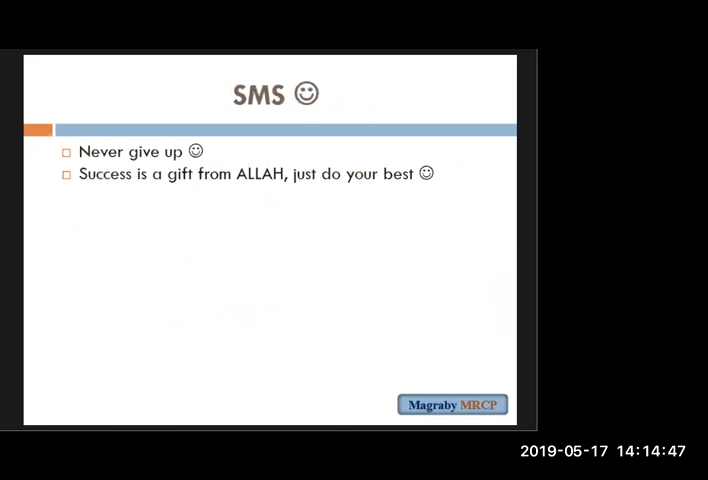 SMS ☺
Never give up ☺
Success is a gift from ALLAH, just do your best ☺
Magraby MRCP
2019-05-17 14:14:47